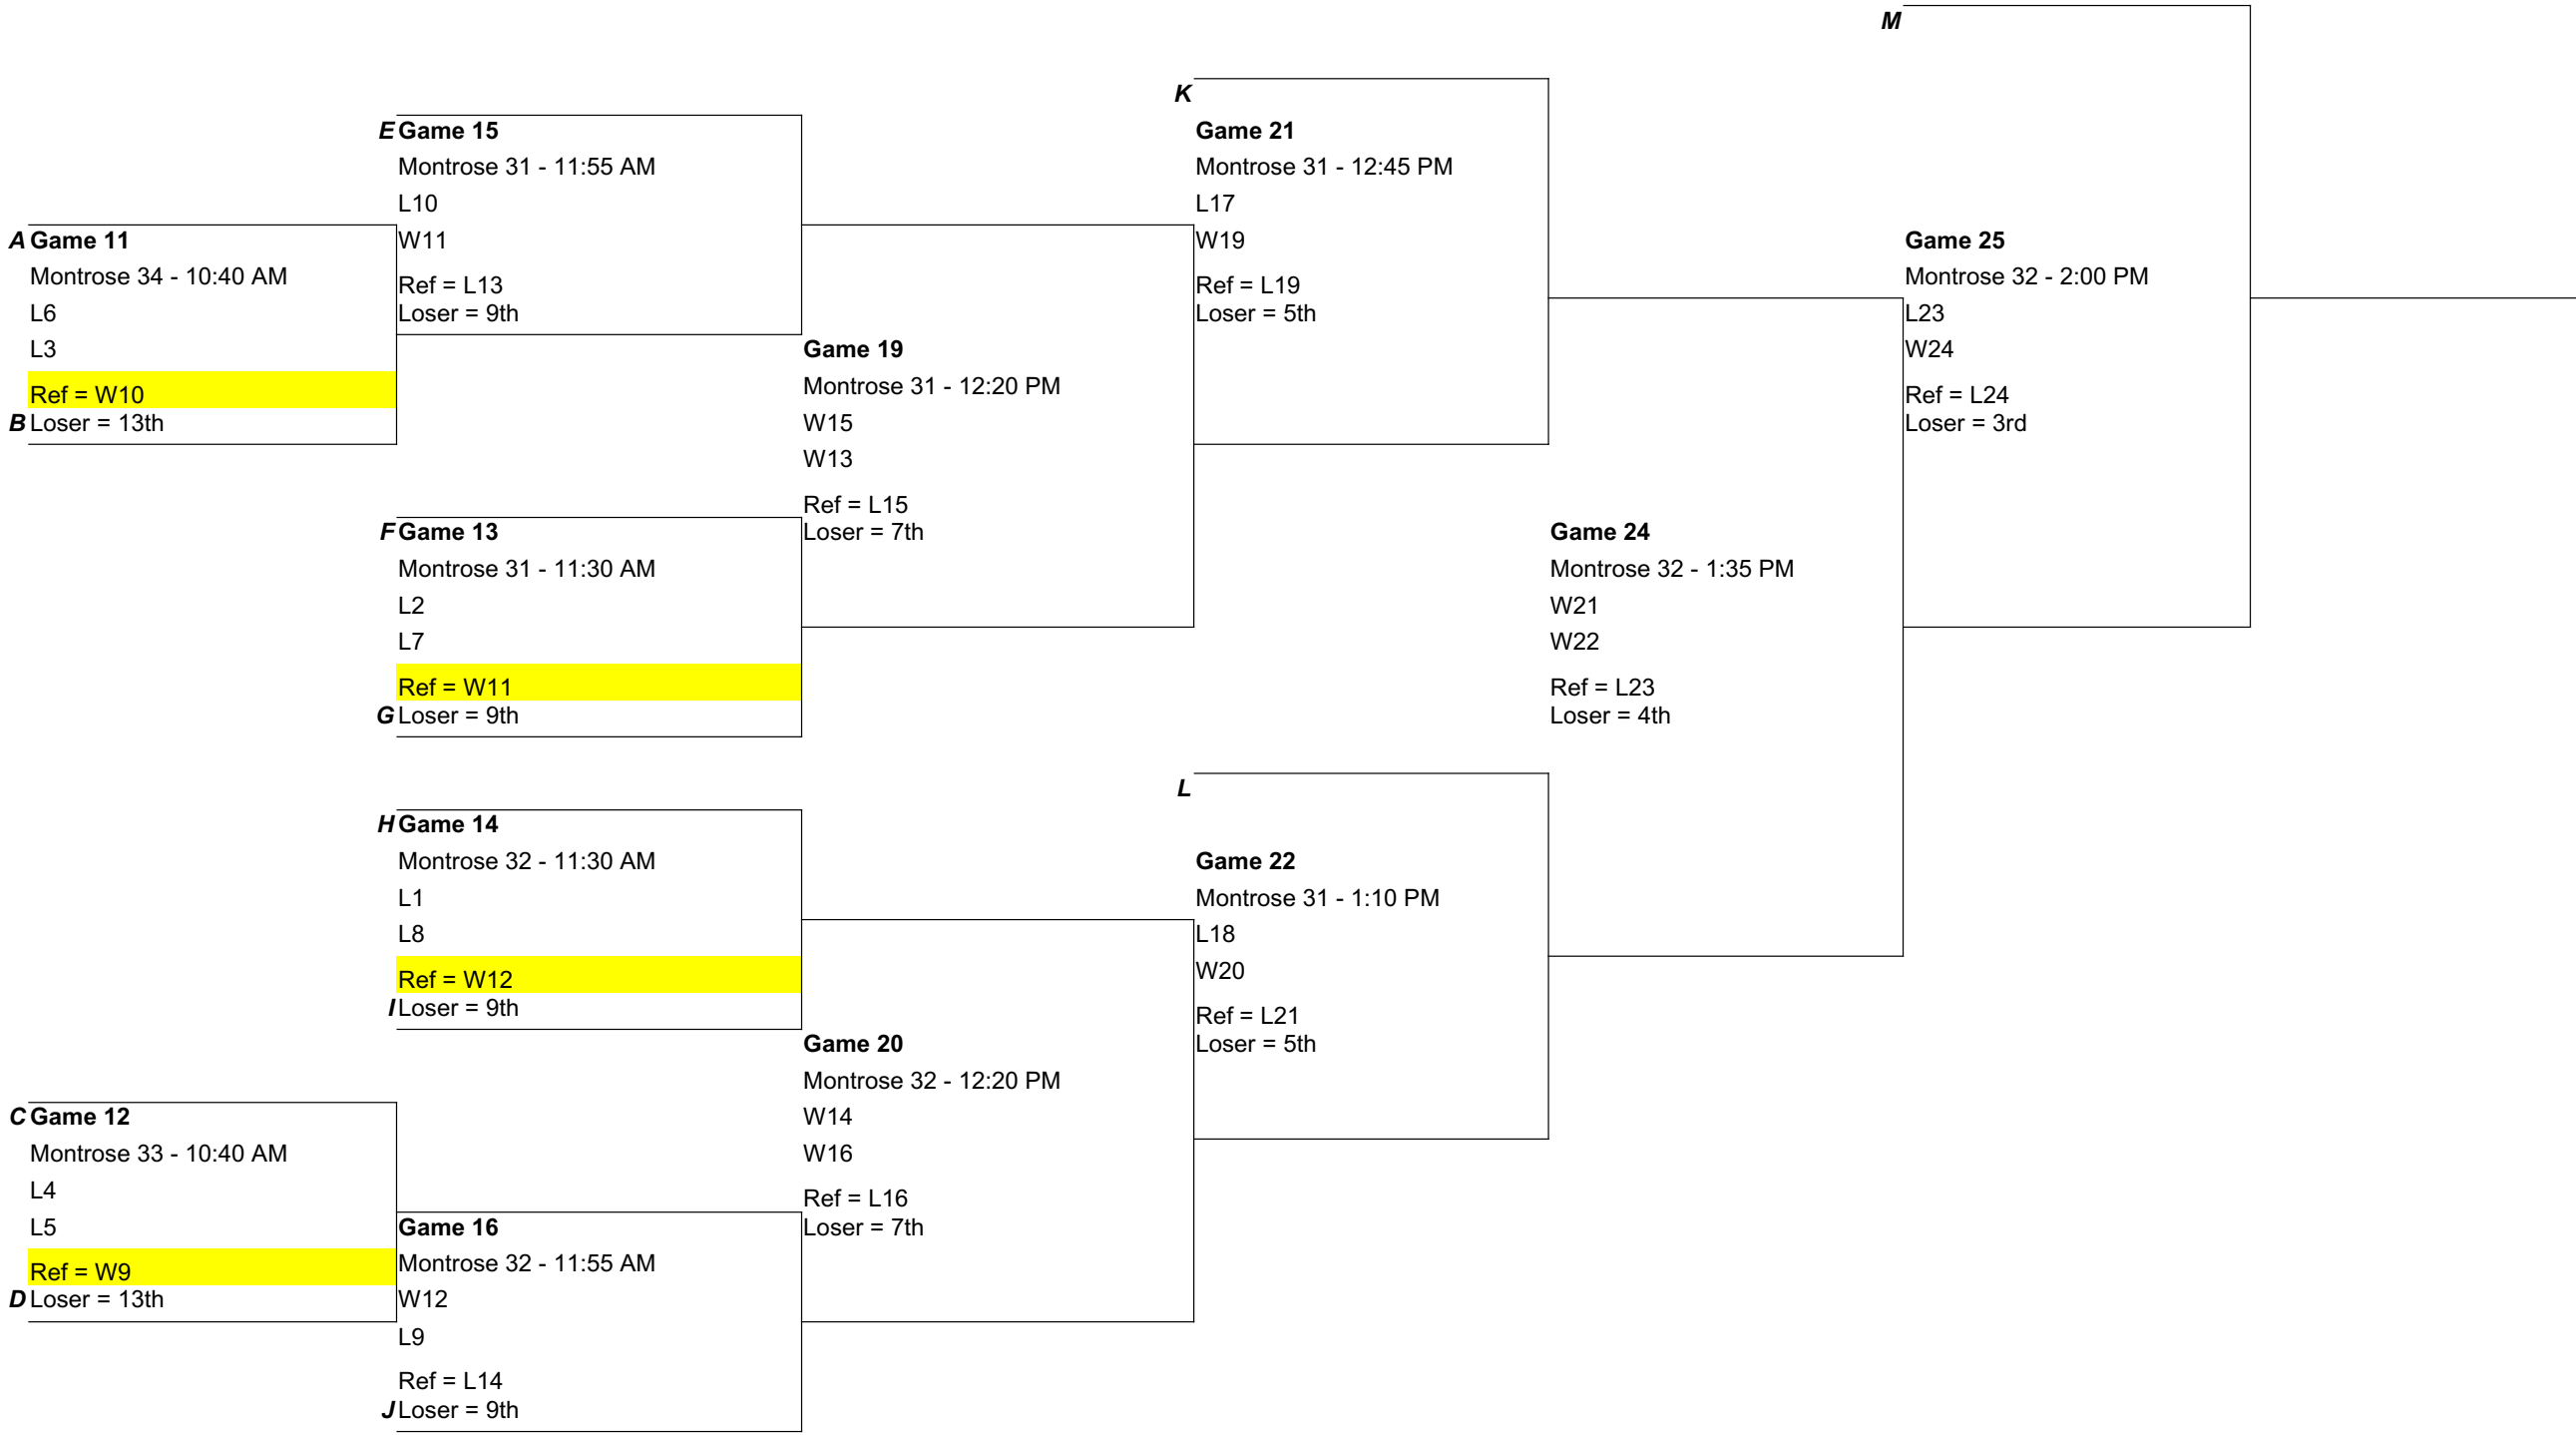 A
Game 11
Montrose 34 - 10:40 AM
L6
L3
Ref = W10
B
Loser = 13th
C
Game 12
Montrose 33 - 10:40 AM
L4
L5
Ref = W9
D
Loser = 13th
E
Game 15
Montrose 31 - 11:55 AM
L10
W11
Ref = L13
Loser = 9th
F
Game 13
Montrose 31 - 11:30 AM
L2
L7
Ref = W11
G
Loser = 9th
H
Game 14
Montrose 32 - 11:30 AM
L1
L8
Ref = W12
I
Loser = 9th
Game 16
Montrose 32 - 11:55 AM
W12
L9
Ref = L14
J
Loser = 9th
Game 19
Montrose 31 - 12:20 PM
W15
W13
Ref = L15
Loser = 7th
Game 20
Montrose 32 - 12:20 PM
W14
W16
Ref = L16
Loser = 7th
K
Game 21
Montrose 31 - 12:45 PM
L17
W19
Ref = L19
Loser = 5th
L
Game 22
Montrose 31 - 1:10 PM
L18
W20
Ref = L21
Loser = 5th
Game 24
Montrose 32 - 1:35 PM
W21
W22
Ref = L23
Loser = 4th
M
Game 25
Montrose 32 - 2:00 PM
L23
W24
Ref = L24
Loser = 3rd